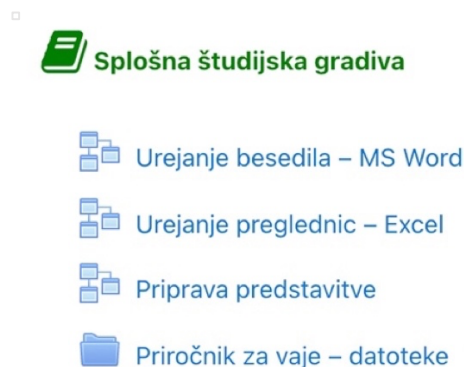 Splošna študijska gradiva
Urejanje besedila – MS Word
Urejanje preglednic – Excel
Priprava predstavitve
Priročnik za vaje – datoteke